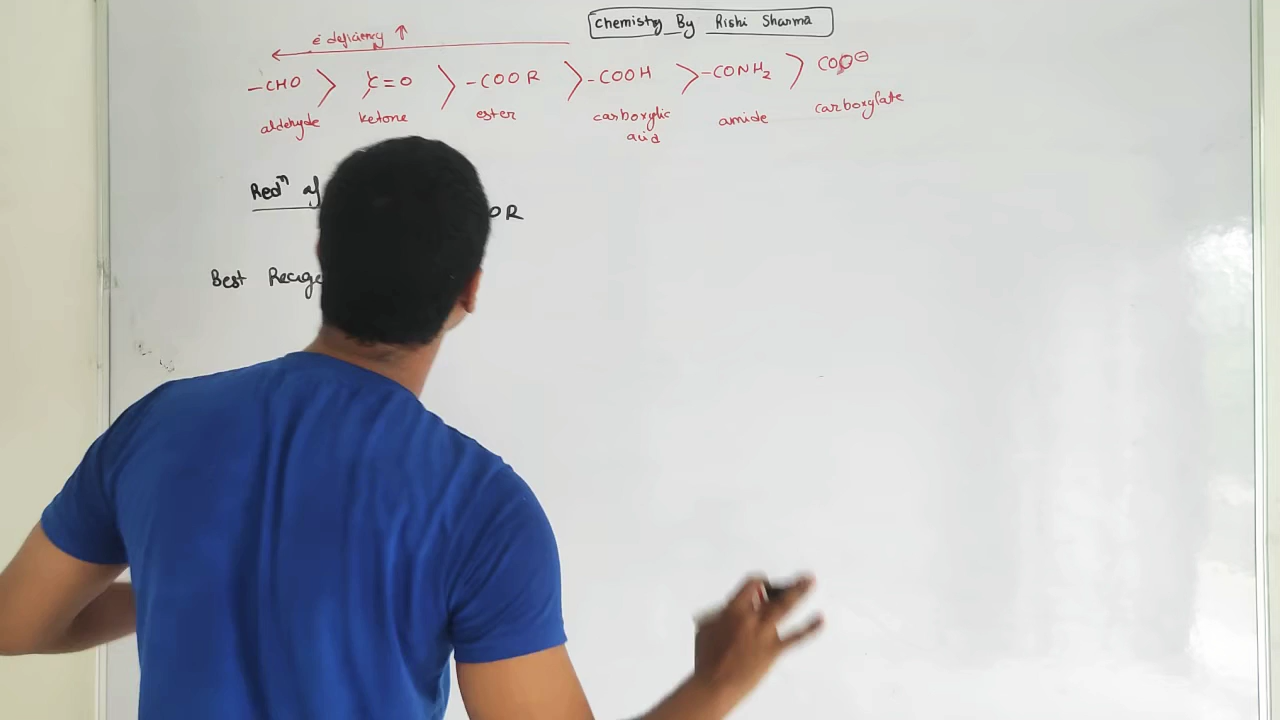 Chemistry By Rishi Sharma
e⁻ deficiency ↑
-CHO > C=O > -COOR > -COOH > -CONH₂ > COO⊖
aldehyde ketone ester carboxylic acid amide carboxylate
Redⁿ of OR
Best